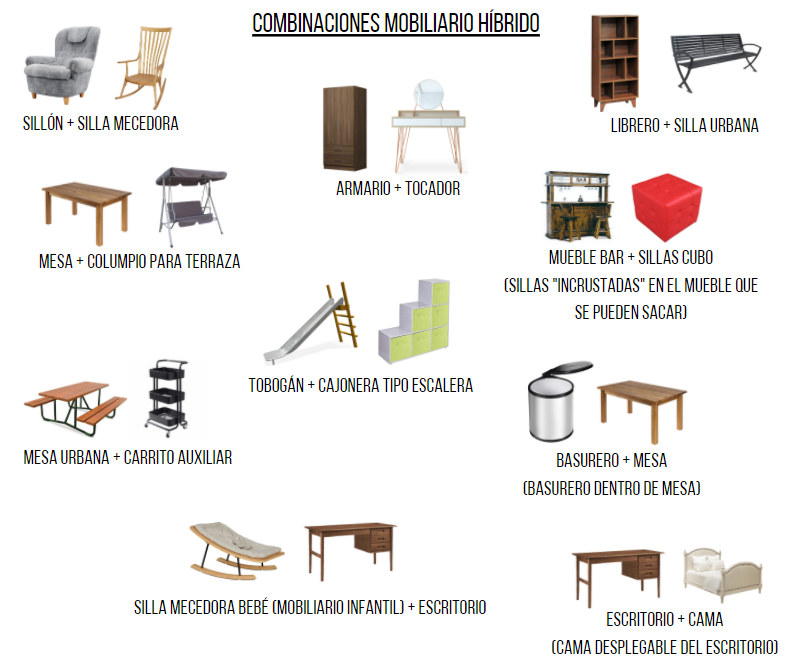 COMBINACIONES MOBILIARIO HÍBRIDO
SILLÓN + SILLA MECEDORA
LIBRERO + SILLA URBANA
ARMARIO + TOCADOR
MESA + COLUMPIO PARA TERRAZA
BAR
MUEBLE BAR + SILLAS CUBO
(SILLAS "INCRUSTADAS" EN EL MUEBLE QUE
SE PUEDEN SACAR)
TOBOGÁN + CAJONERA TIPO ESCALERA
MESA URBANA + CARRITO AUXILIAR
BASURERO + MESA
(BASURERO DENTRO DE MESA)
SILLA MECEDORA BEBÉ (MOBILIARIO INFANTIL) + ESCRITORIO
ESCRITORIO + CAMA
(CAMA DESPLEGABLE DEL ESCRITORIO)